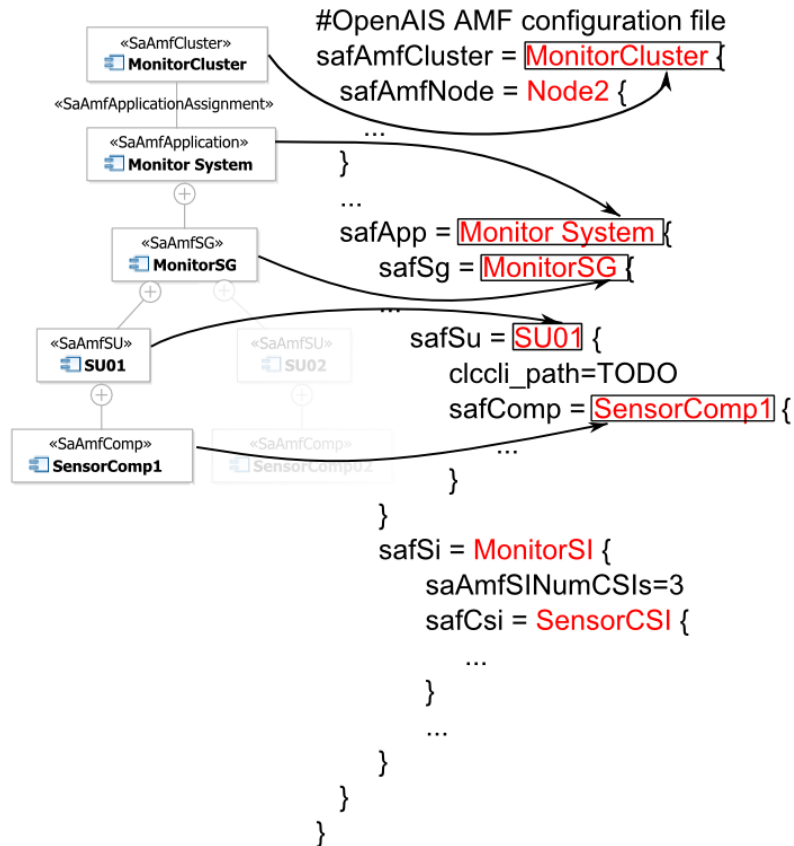 «SaAmfCluster»
MonitorCluster
«SaAmfApplicationAssignment»
«SaAmfApplication»
Monitor System
«SaAmfSG»
MonitorSG
«SaAmfSU»
SU01
«SaAmfSU»
SU02
«SaAmfComp»
SensorComp1
«SaAmfComp»
SensorComp02
#OpenAIS AMF configuration file
safAmfCluster = MonitorCluster {
safAmfNode = Node2 {
...
}
...
safApp = Monitor System {
safSg = MonitorSG {
...
safSu = SU01 {
clccli_path=TODO
safComp = SensorComp1 {
...
}
}
safSi = MonitorSI {
saAmfSINumCSIs=3
safCsi = SensorCSI {
...
}
...
}
}
}